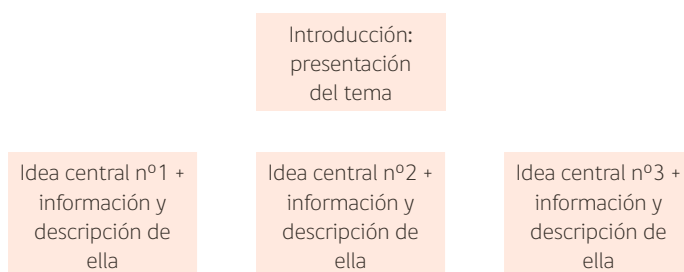 Introducción:
presentación
del tema
Idea central nº1 +
información y
descripción de
ella
Idea central nº2 +
información y
descripción de
ella
Idea central nº3 +
información y
descripción de
ella